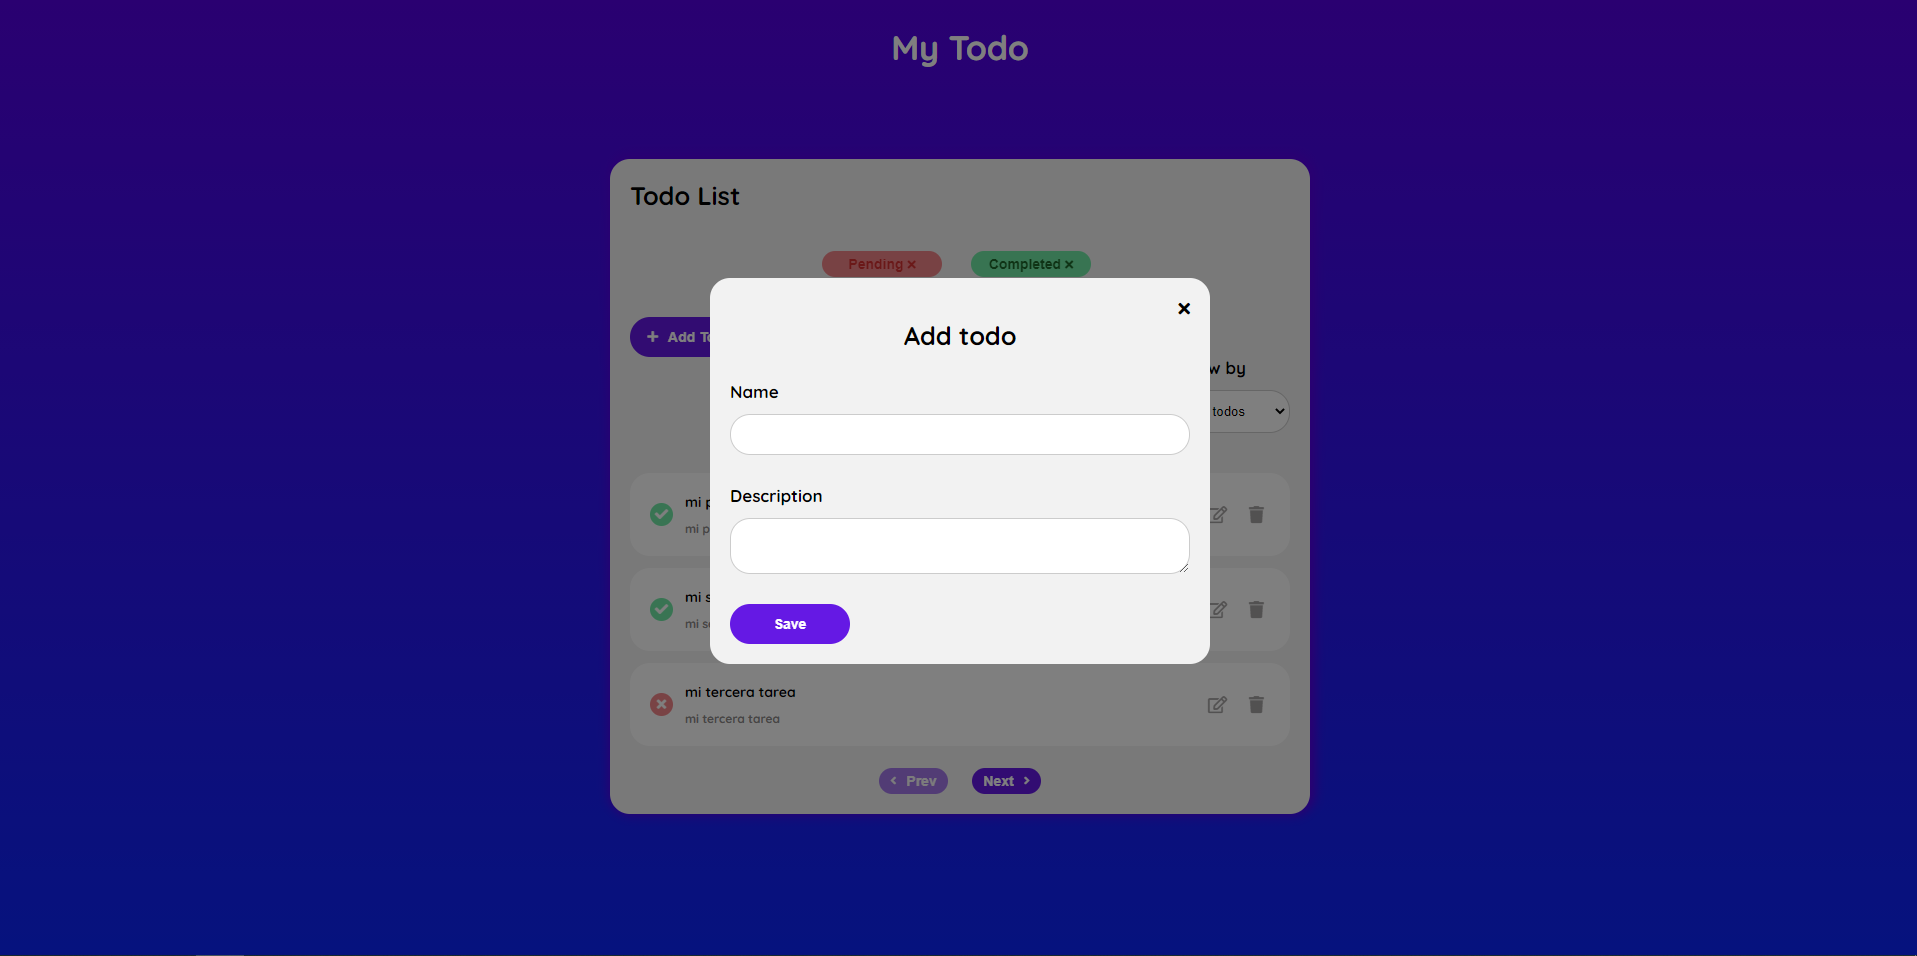 My Todo
Todo List
Pending ×
Completed ×
+ Add
Add todo
by
todos
Name
Description
Save
mi
mi
mi
mi
mi tercera tarea
mi tercera tarea
Prev
Next